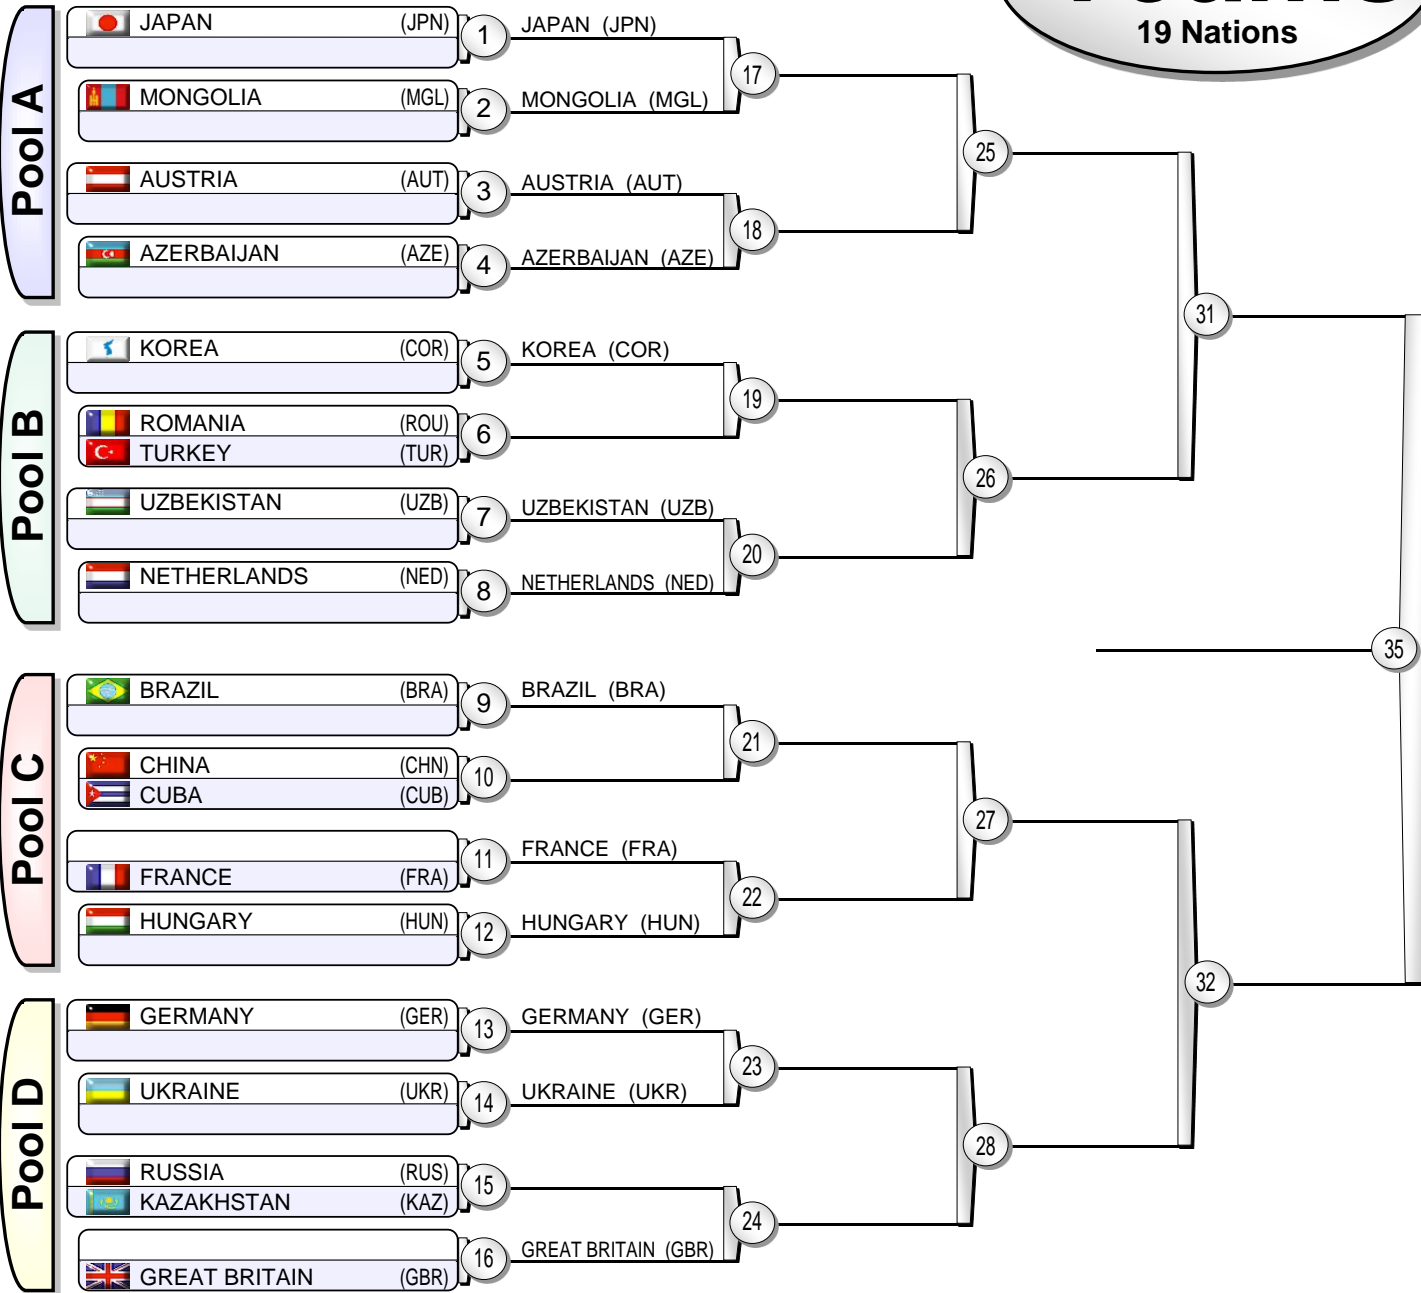 19 Nations
Pool A
JAPAN (JPN) 1 JAPAN (JPN)
17
MONGOLIA (MGL) 2 MONGOLIA (MGL)
25
AUSTRIA (AUT) 3 AUSTRIA (AUT)
18
AZERBAIJAN (AZE) 4 AZERBAIJAN (AZE)
31
Pool B
KOREA (COR) 5 KOREA (COR)
19
ROMANIA (ROU) 6
TURKEY (TUR)
26
UZBEKISTAN (UZB) 7 UZBEKISTAN (UZB)
20
NETHERLANDS (NED) 8 NETHERLANDS (NED)
35
Pool C
BRAZIL (BRA) 9 BRAZIL (BRA)
21
CHINA (CHN) 10
CUBA (CUB)
27
11 FRANCE (FRA)
FRANCE (FRA)
22
HUNGARY (HUN) 12 HUNGARY (HUN)
32
Pool D
GERMANY (GER) 13 GERMANY (GER)
23
UKRAINE (UKR) 14 UKRAINE (UKR)
28
RUSSIA (RUS) 15
KAZAKHSTAN (KAZ)
24
16 GREAT BRITAIN (GBR)
GREAT BRITAIN (GBR)